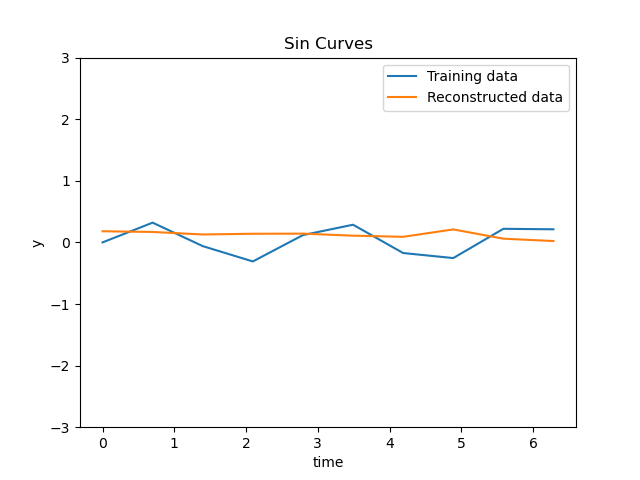 Sin Curves
Training data
Reconstructed data
3
2
1
0
−1
−2
−3
y
0 1 2 3 4 5 6
time